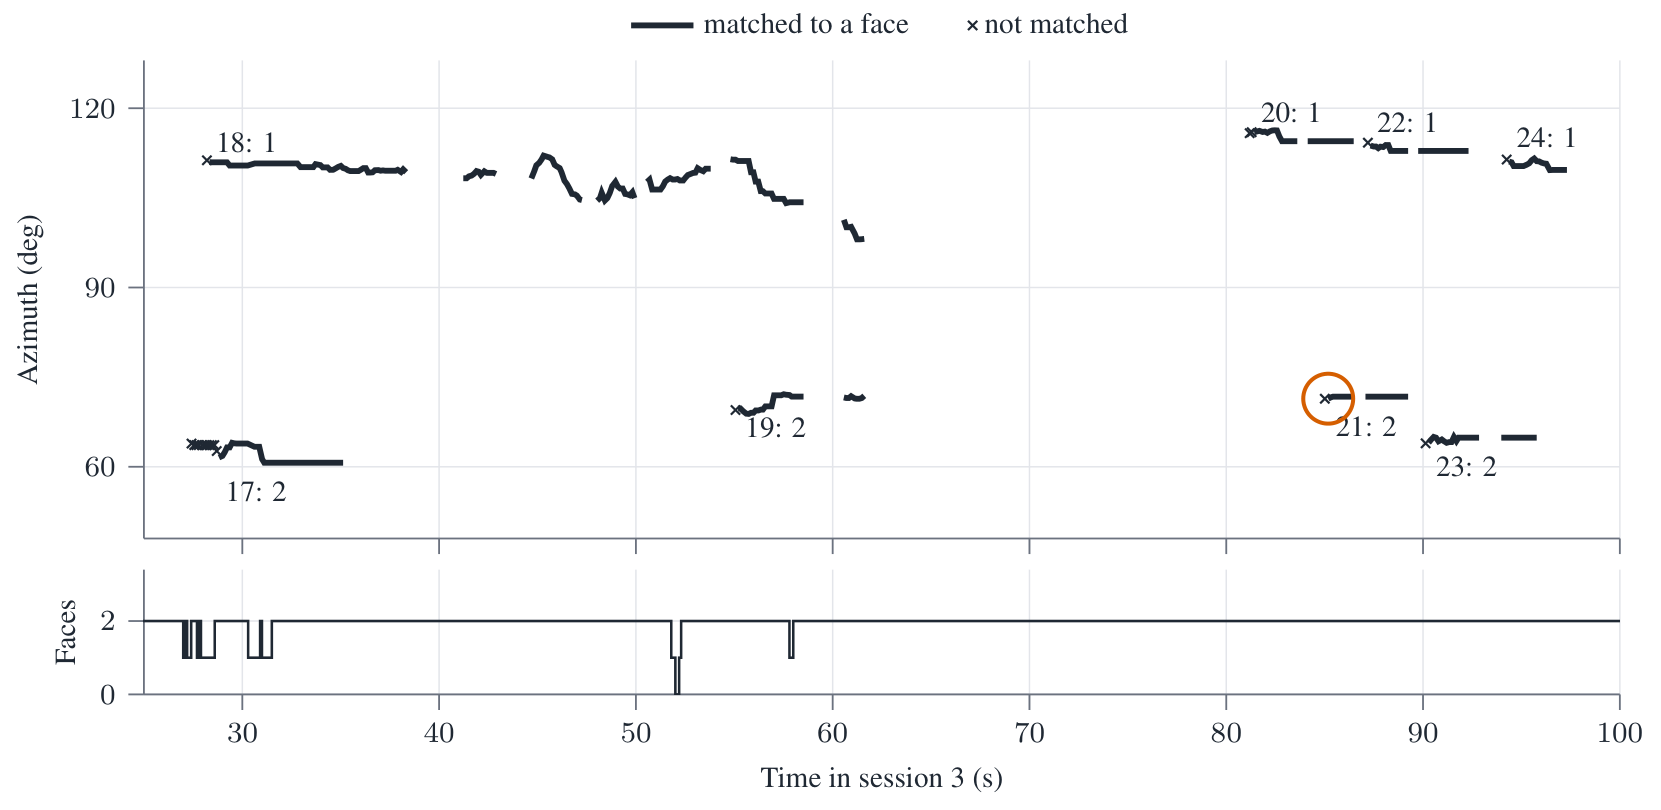 matched to a face × not matched
120
90
60
Azimuth (deg)
18: 1
20: 1
22: 1
24: 1
19: 2
21: 2
23: 2
17: 2
Faces
2
0
30 40 50 60 70 80 90 100
Time in session 3 (s)